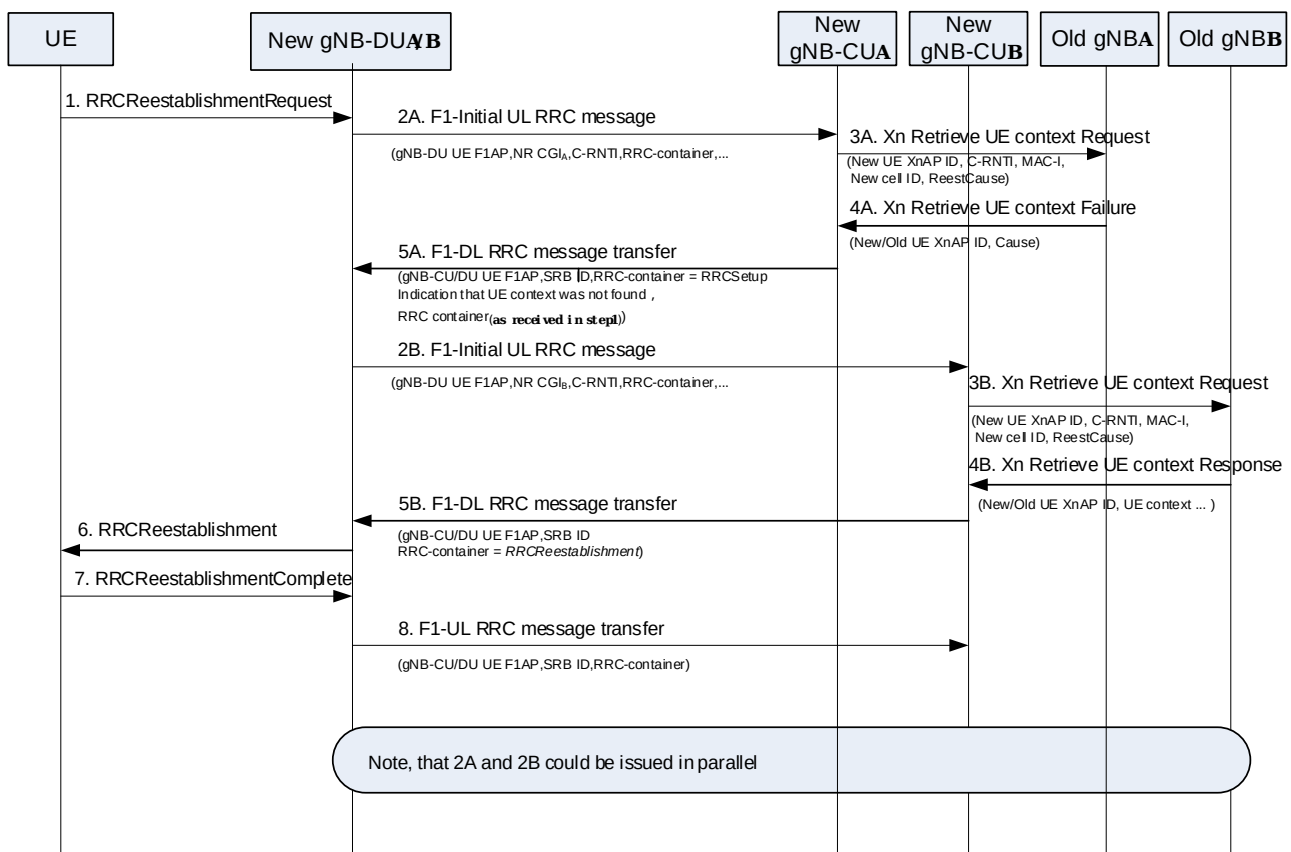 UE
New gNB-DUA/B
New
gNB-CUA
New
gNB-CUB
Old gNBA
Old gNBB
1. RRCReestablishmentRequest
2A. F1-Initial UL RRC message
(gNB-DU UE F1AP,NR CGIA,C-RNTI,RRC-container,...
3A. Xn Retrieve UE context Request
(New UE XnAP ID, C-RNTI, MAC-I,
New cell ID, ReestCause)
4A. Xn Retrieve UE context Failure
(New/Old UE XnAP ID, Cause)
5A. F1-DL RRC message transfer
(gNB-CU/DU UE F1AP,SRB ID,RRC-container = RRCSetup
Indication that UE context was not found ,
RRC container(as received in step1))
2B. F1-Initial UL RRC message
(gNB-DU UE F1AP,NR CGIB,C-RNTI,RRC-container,...
3B. Xn Retrieve UE context Request
(New UE XnAP ID, C-RNTI, MAC-I,
New cell ID, ReestCause)
4B. Xn Retrieve UE context Response
(New/Old UE XnAP ID, UE context ... )
5B. F1-DL RRC message transfer
(gNB-CU/DU UE F1AP,SRB ID
RRC-container = RRCReestablishment)
6. RRCReestablishment
7. RRCReestablishmentComplete
8. F1-UL RRC message transfer
(gNB-CU/DU UE F1AP,SRB ID,RRC-container)
Note, that 2A and 2B could be issued in parallel